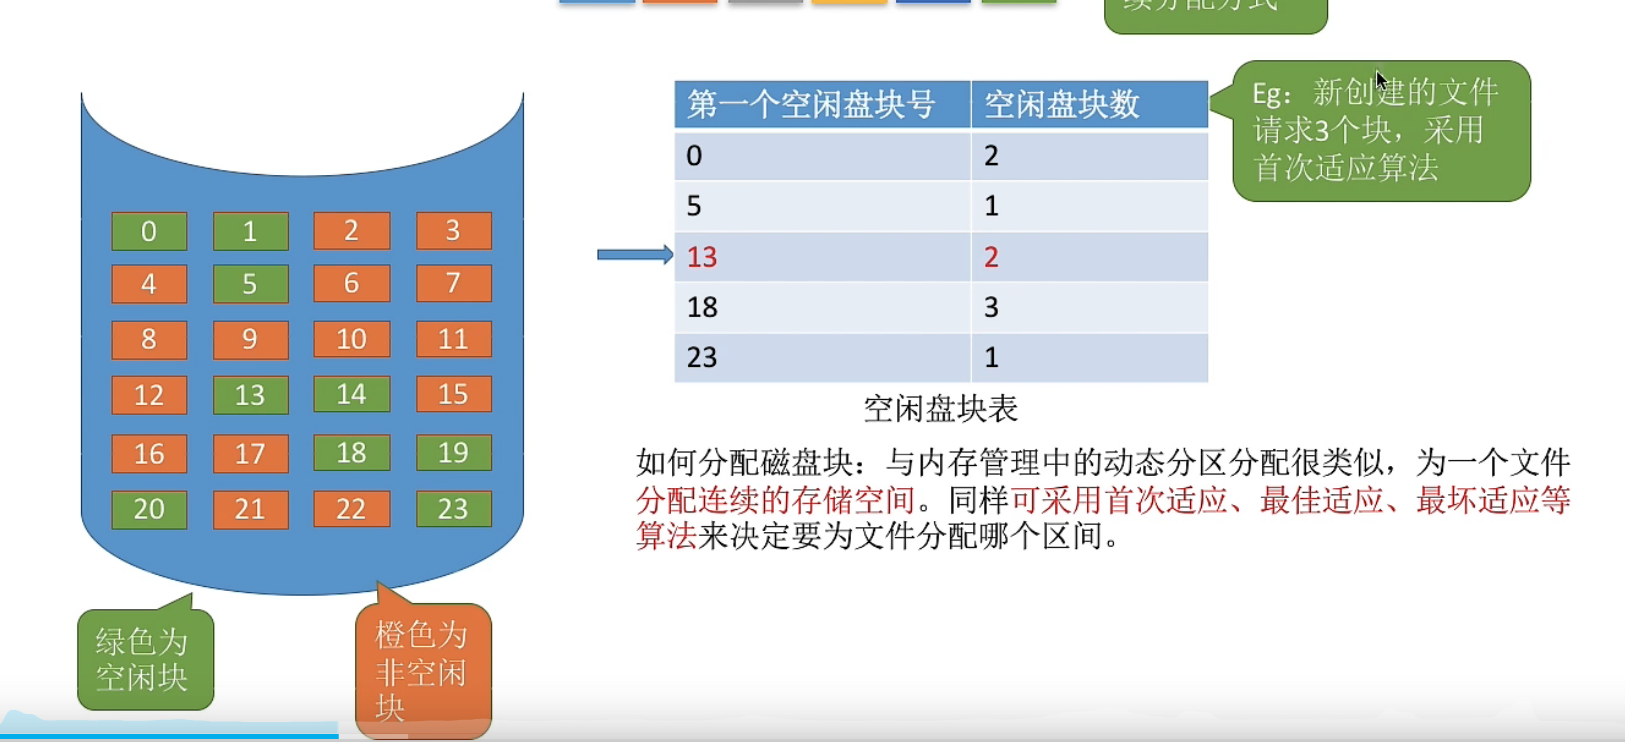 续分配方式
第一个空闲盘块号 空闲盘块数
0 2
5 1
13 2
18 3
23 1
空闲盘块表
Eg：新创建的文件
请求3个块，采用
首次适应算法
0 1 2 3
4 5 6 7
8 9 10 11
12 13 14 15
16 17 18 19
20 21 22 23
如何分配磁盘块：与内存管理中的动态分区分配很类似，为一个文件
分配连续的存储空间。同样可采用首次适应、最佳适应、最坏适应等
算法来决定要为文件分配哪个区间。
绿色为
空闲块
橙色为
非空闲
块